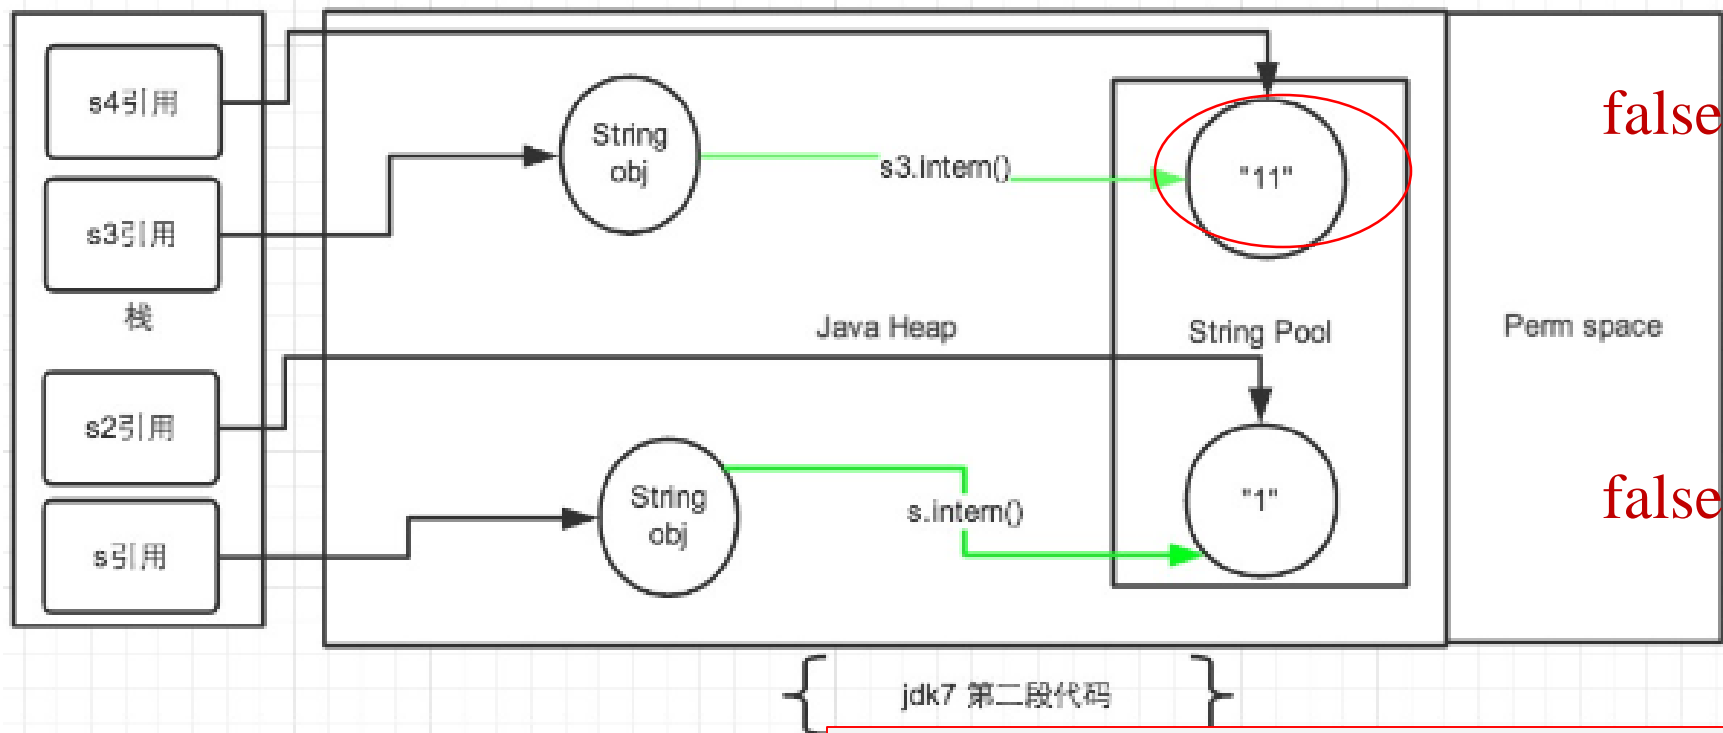 s4引用
false
String
obj
s3.intern()
"11"
s3引用
栈
Java Heap
String Pool
Perm space
s2引用
String
obj
s.intern()
"1"
false
s引用
jdk7 第二段代码